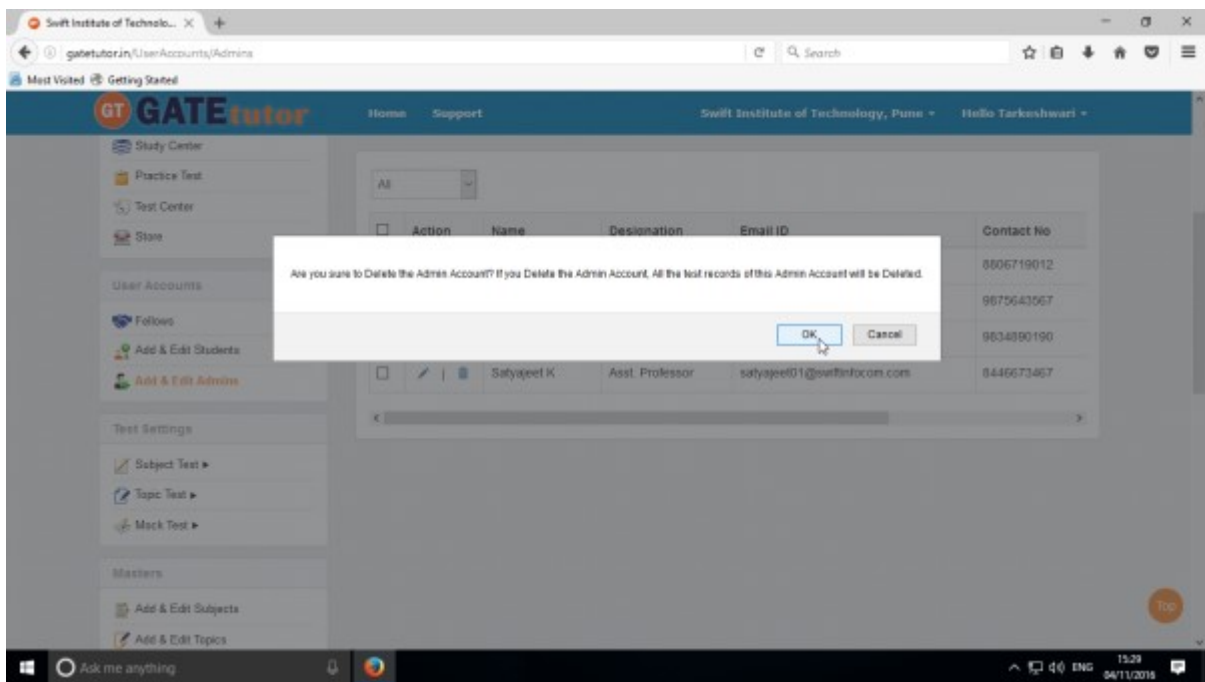 Swift Institute of Technolo...
gatetutor.in/UserAccounts/Admins
Search
Most Visited Getting Started
GT GATEtutor Home Support Swift Institute of Technology, Pune Hello Tarkeshwari
Study Center
Practice Test
Test Center
Store
User Accounts
Fellows
Add & Edit Students
Add & Edit Admins
Test Settings
Subject Test
Topic Test
Mock Test
Masters
Add & Edit Subjects
Add & Edit Topics
All
Action Name Designation Email ID Contact No
8806719012
9875643567
9834890190
Satyajeet K Asst. Professor satyajeet01@swiftinfocom.com 8446673467
Are you sure to Delete the Admin Account? If you Delete the Admin Account, All the test records of this Admin Account will be Deleted.
OK Cancel
Top
Ask me anything
ENG 15:29
04/11/2016